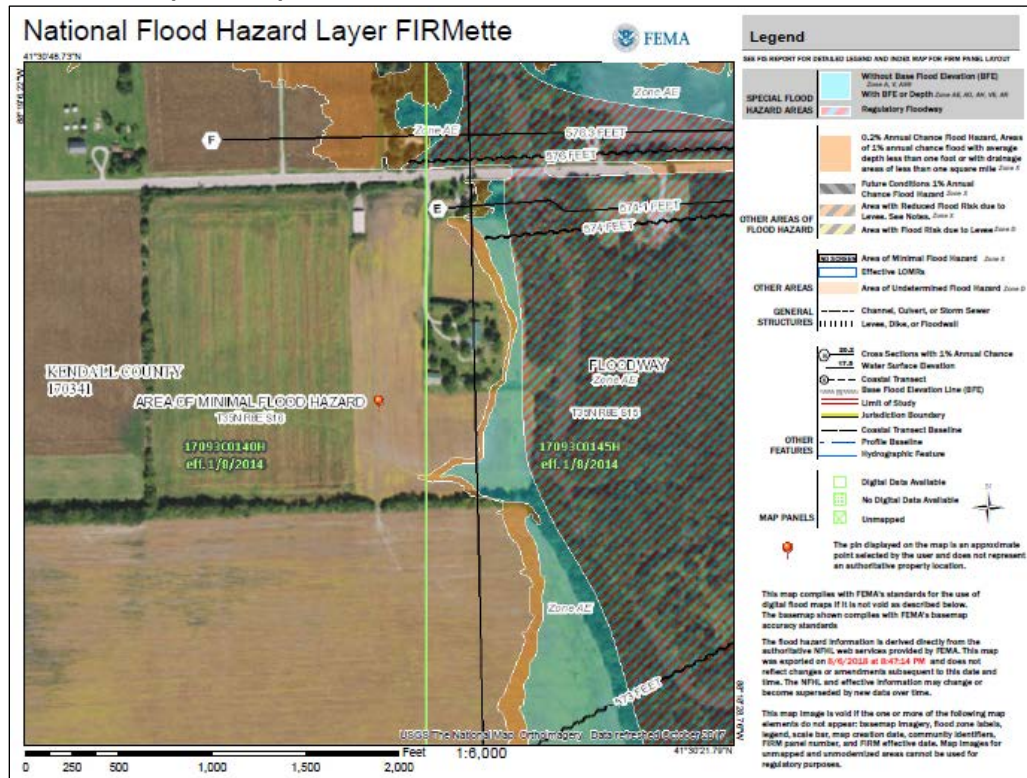 National Flood Hazard Layer FIRMette
FEMA
Legend
SEE FIS REPORT FOR DETAILED LEGEND AND INDEX MAP FOR FIRM PANEL LAYOUT
SPECIAL FLOOD
HAZARD AREAS
Without Base Flood Elevation (BFE)
Zone A, V, A99
With BFE or Depth Zone AE, AO, AH, VE, AR
Regulatory Floodway
OTHER AREAS OF
FLOOD HAZARD
0.2% Annual Chance Flood Hazard, Areas
of 1% annual chance flood with average
depth less than one foot or with drainage
areas of less than one square mile Zone X
Future Conditions 1% Annual
Chance Flood Hazard Zone X
Area with Reduced Flood Risk due to
Levee. See Notes. Zone X
Area with Flood Risk due to Levee Zone D
OTHER AREAS
NO SCREEN Area of Minimal Flood Hazard Zone X
Effective LOMRs
Area of Undetermined Flood Hazard Zone D
GENERAL
STRUCTURES
Channel, Culvert, or Storm Sewer
Levee, Dike, or Floodwall
OTHER
FEATURES
20.2 Cross Sections with 1% Annual Chance
17.5 Water Surface Elevation
Coastal Transect
Base Flood Elevation Line (BFE)
Limit of Study
Jurisdiction Boundary
Coastal Transect Baseline
Profile Baseline
Hydrographic Feature
MAP PANELS
Digital Data Available
No Digital Data Available
Unmapped
The pin displayed on the map is an approximate
point selected by the user and does not represent
an authoritative property location.
This map complies with FEMA's standards for the use of
digital flood maps if it is not void as described below.
The basemap shown complies with FEMA's basemap
accuracy standards
The flood hazard information is derived directly from the
authoritative NFHL web services provided by FEMA. This map
was exported on 8/6/2018 at 8:47:14 PM and does not
reflect changes or amendments subsequent to this date and
time. The NFHL and effective information may change or
become superseded by new data over time.
This map image is void if the one or more of the following map
elements do not appear: basemap imagery, flood zone labels,
legend, scale bar, map creation date, community identifiers,
FIRM panel number, and FIRM effective date. Map images for
unmapped and unmodernized areas cannot be used for
regulatory purposes.
Zone AE
Zone AE
F
576.3 FEET
E
574.1 FEET
574 FEET
KENDALL COUNTY
170341
AREA OF MINIMAL FLOOD HAZARD
T35N R8E S16
17093C0140H
eff. 1/8/2014
FLOODWAY
Zone AE
T35N R8E S15
17093C0145H
eff. 1/8/2014
Zone AE
573 FEET
USGS The National Map: Orthoimagery. Data refreshed October 2017
Feet
1:6,000
41°30'21.79"N
0 250 500 1,000 1,500 2,000